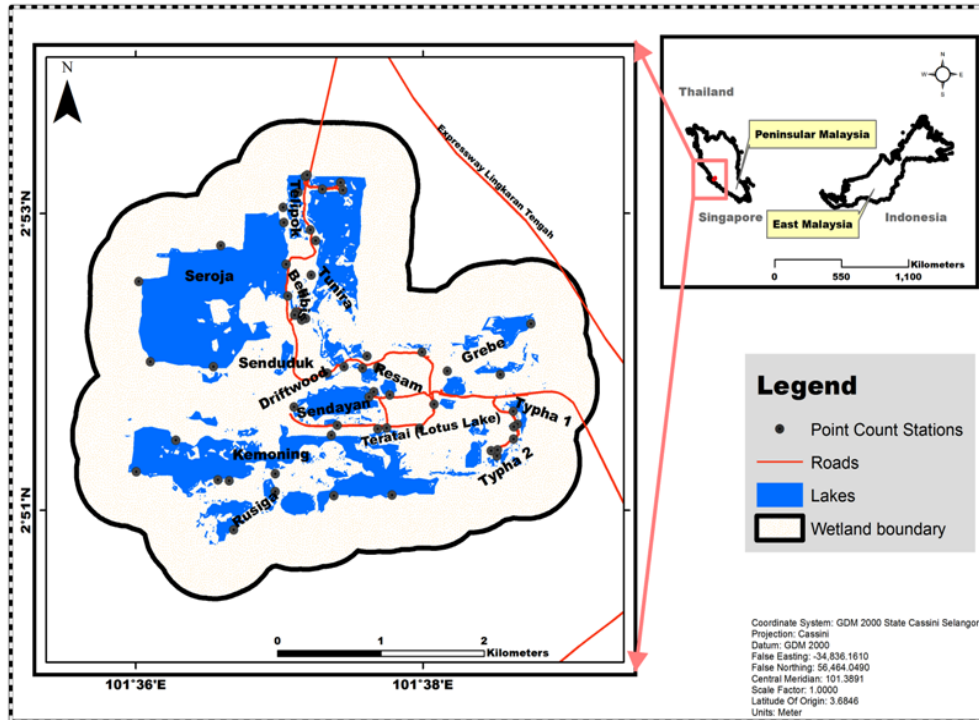 N
Expressway Lingkaran Tengah
2°53'N
2°51'N
Telipok
Seroja
Belibis
Tunira
Senduduk
Driftwood
Resam
Grebe
Sendayan
Typha 1
Teratai (Lotus Lake)
Kemoning
Typha 2
Rusiga
0 1 2
Kilometers
101°36'E
101°38'E
Thailand
N
W E
S
Peninsular Malaysia
Singapore
East Malaysia
Indonesia
Kilometers
0 550 1,100
Legend
Point Count Stations
Roads
Lakes
Wetland boundary
Coordinate System: GDM 2000 State Cassini Selangor
Projection: Cassini
Datum: GDM 2000
False Easting: -34,836.1610
False Northing: 56,464.0490
Central Meridian: 101.3891
Scale Factor: 1.0000
Latitude Of Origin: 3.6846
Units: Meter